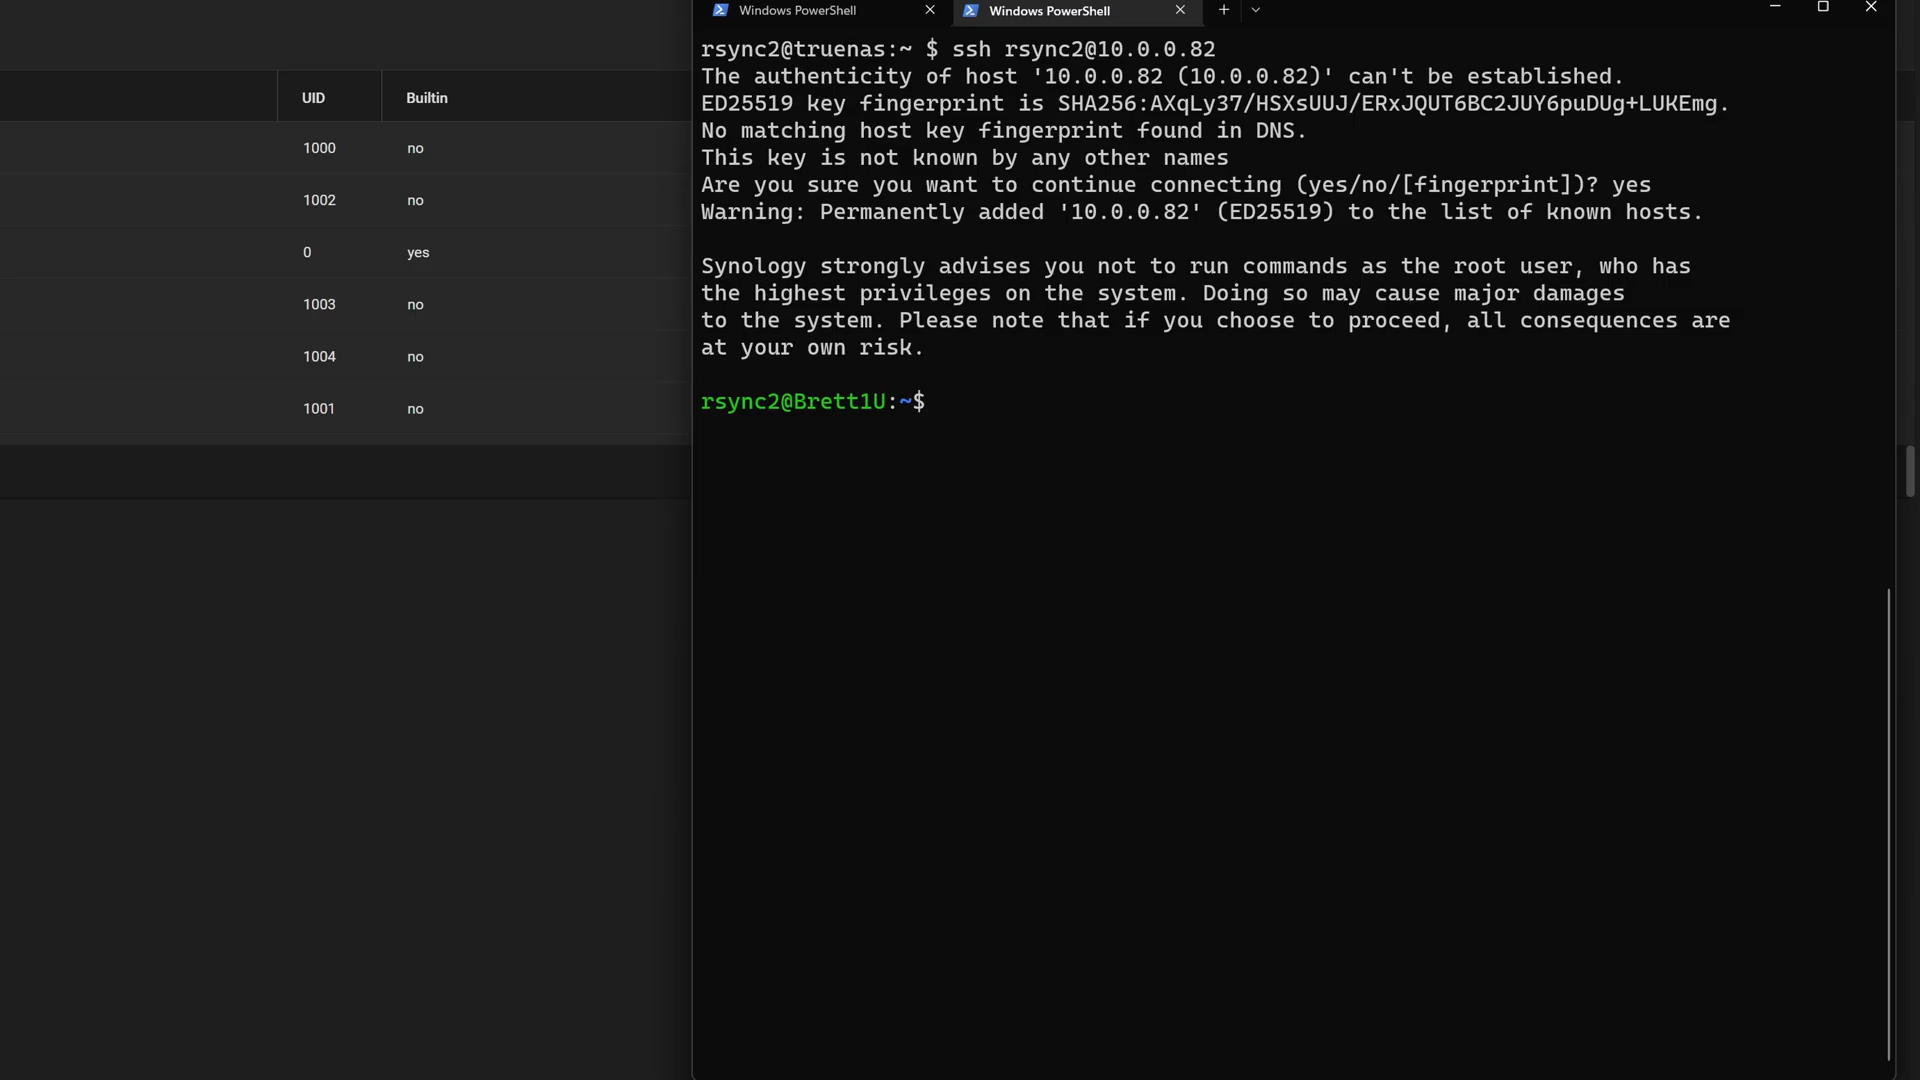 UID Builtin
1000 no
1002 no
0 yes
1003 no
1004 no
1001 no
Windows PowerShell Windows PowerShell
rsync2@truenas:~ $ ssh rsync2@10.0.0.82
The authenticity of host '10.0.0.82 (10.0.0.82)' can't be established.
ED25519 key fingerprint is SHA256:AXqLy37/HSXsUUJ/ERxJQUT6BC2JUY6puDUg+LUKEmg.
No matching host key fingerprint found in DNS.
This key is not known by any other names
Are you sure you want to continue connecting (yes/no/[fingerprint])? yes
Warning: Permanently added '10.0.0.82' (ED25519) to the list of known hosts.
Synology strongly advises you not to run commands as the root user, who has
the highest privileges on the system. Doing so may cause major damages
to the system. Please note that if you choose to proceed, all consequences are
at your own risk.
rsync2@Brett1U:~$